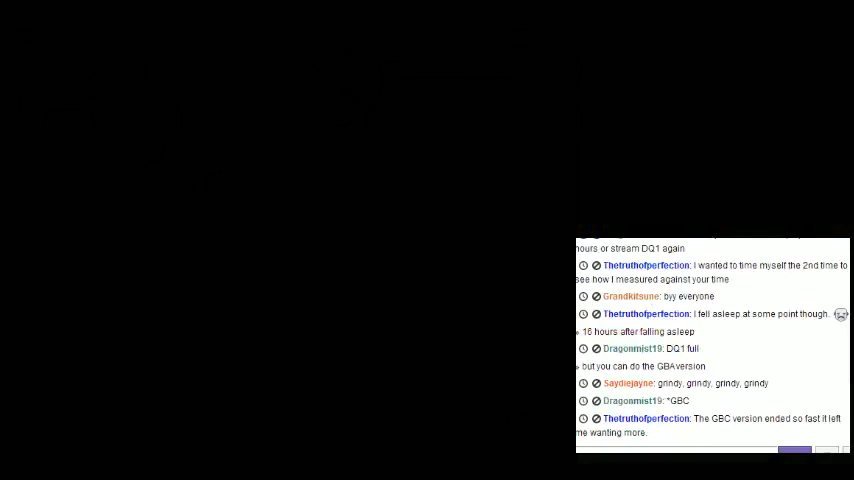 hours or stream DQ1 again
Thetruthofperfection: I wanted to time myself the 2nd time to
see how I measured against your time
Grandkitsune: byy everyone
Thetruthofperfection: I fell asleep at some point though.
» 16 hours after falling asleep
Dragonmist19: DQ1 full
» but you can do the GBAversion
Saydiejayne: grindy, grindy, grindy, grindy
Dragonmist19: *GBC
Thetruthofperfection: The GBC version ended so fast it left
me wanting more.